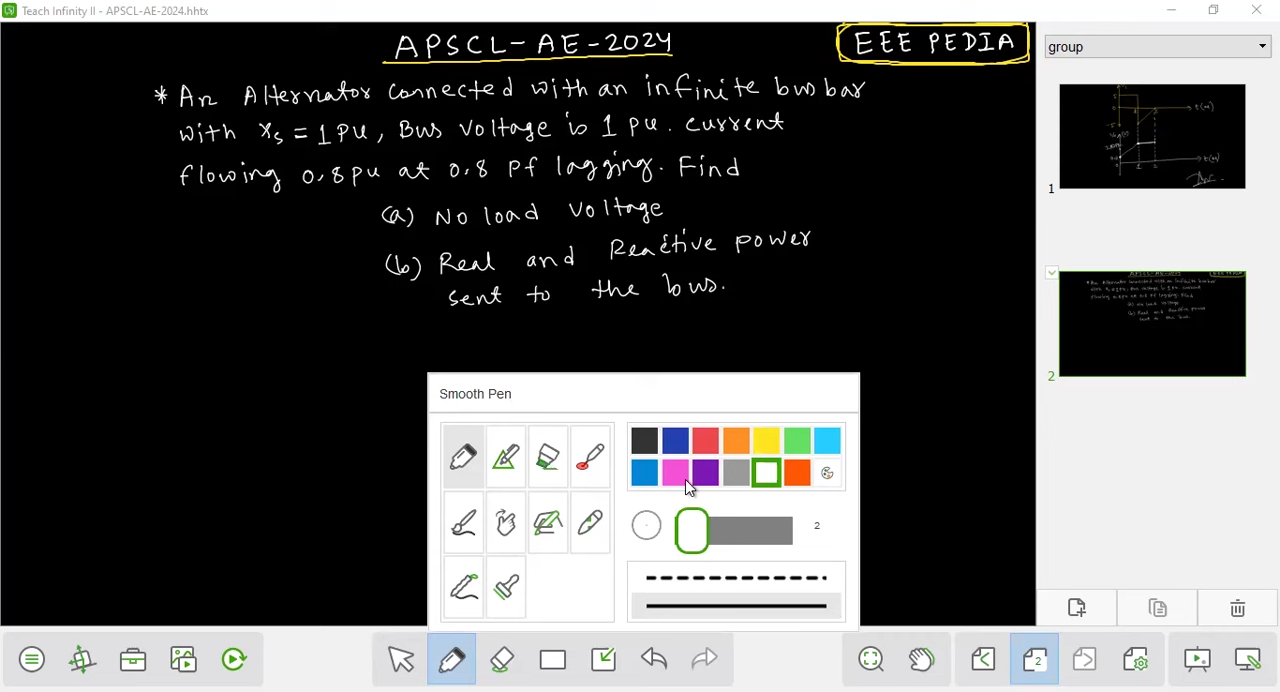 Teach Infinity II - APSCL-AE-2024.hhtx
APSCL-AE-2024
EEE PEDIA
* An Alternator connected with an infinite bus bar
with Xs = 1 PU, Bus Voltage is 1 pu. current
flowing 0.8 pu at 0.8 pf lagging. Find
(a) No load Voltage
(b) Real and Reactive power
sent to the bus.
group
1
2
Smooth Pen
2
2